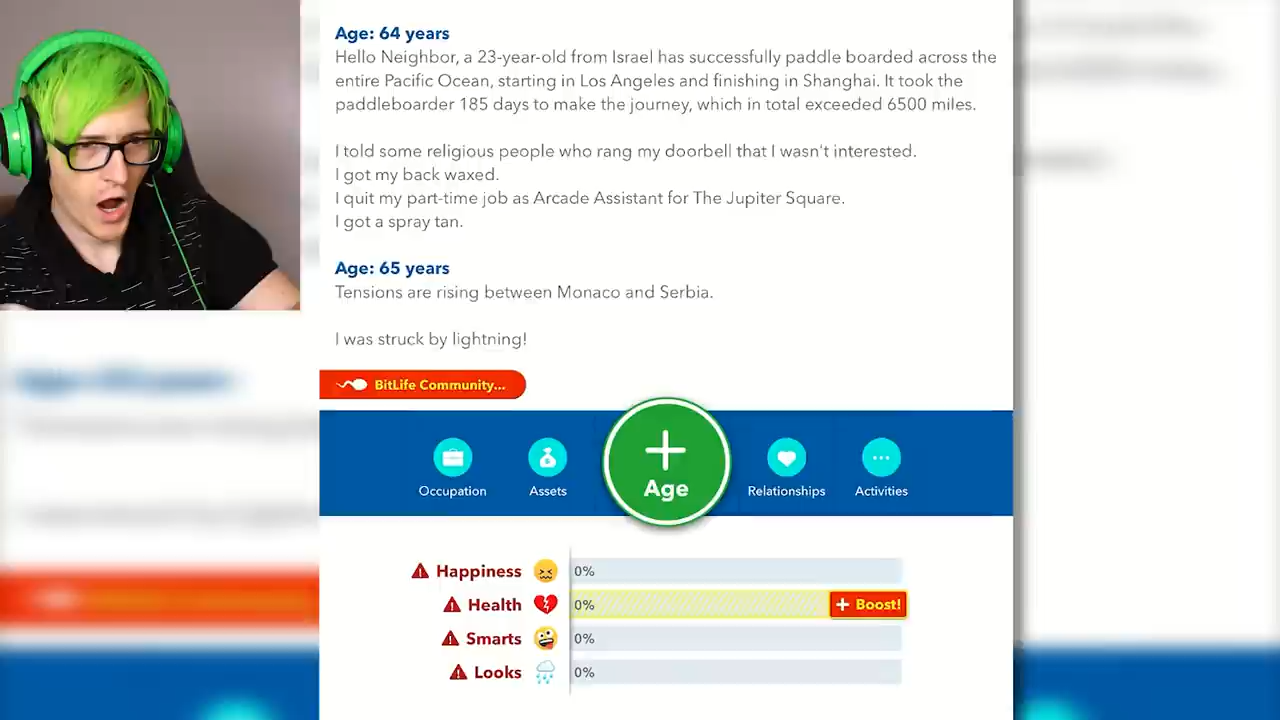 Age: 64 years
Hello Neighbor, a 23-year-old from Israel has successfully paddle boarded across the
entire Pacific Ocean, starting in Los Angeles and finishing in Shanghai. It took the
paddleboarder 185 days to make the journey, which in total exceeded 6500 miles.
I told some religious people who rang my doorbell that I wasn't interested.
I got my back waxed.
I quit my part-time job as Arcade Assistant for The Jupiter Square.
I got a spray tan.
Age: 65 years
Tensions are rising between Monaco and Serbia.
I was struck by lightning!
BitLife Community...
Occupation
Assets
+
Age
Relationships
Activities
Happiness 0%
Health 0% + Boost!
Smarts 0%
Looks 0%